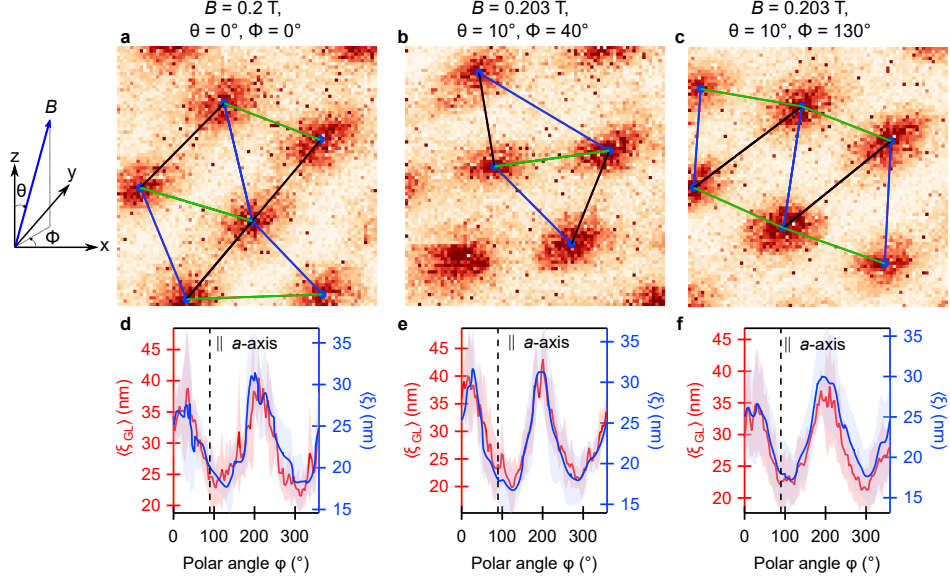 B = 0.2 T,
θ = 0°, Φ = 0°
B = 0.203 T,
θ = 10°, Φ = 40°
B = 0.203 T,
θ = 10°, Φ = 130°
a
b
c
B
z
θ
y
Φ
x
d
e
f
|| a-axis
|| a-axis
|| a-axis
⟨ξ GL⟩ (nm)
45
40
35
30
25
20
35
30
25
20
15
⟨ξ⟩ (nm)
⟨ξ GL⟩ (nm)
45
40
35
30
25
20
35
30
25
20
15
⟨ξ⟩ (nm)
⟨ξ GL⟩ (nm)
45
40
35
30
25
20
35
30
25
20
15
⟨ξ⟩ (nm)
0 100 200 300
0 100 200 300
0 100 200 300
Polar angle φ (°)
Polar angle φ (°)
Polar angle φ (°)